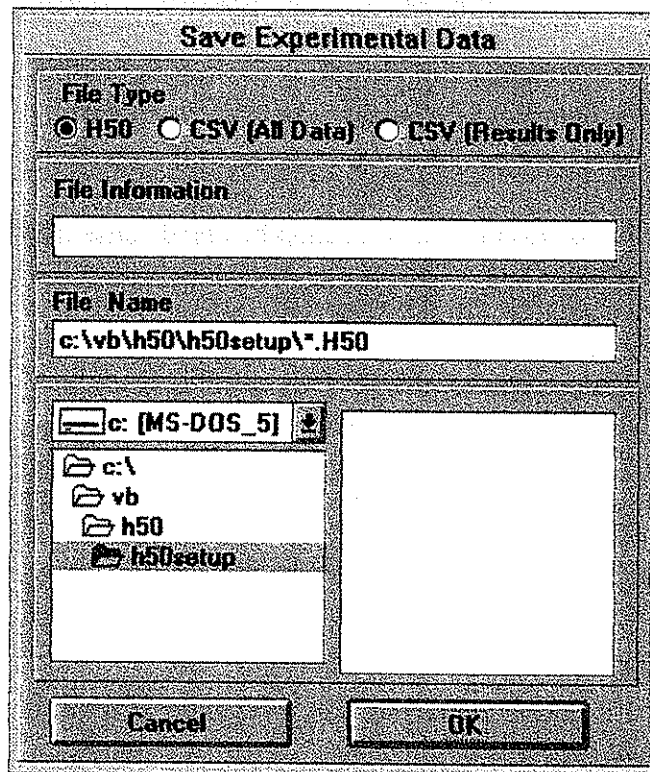 Save Experimental Data
File Type
H50 CSV (All Data) CSV (Results Only)
File Information
File Name
c:\vb\h50\h50setup\*.H50
c: [MS-DOS_5]
c:\
vb
h50
h50setup
Cancel OK